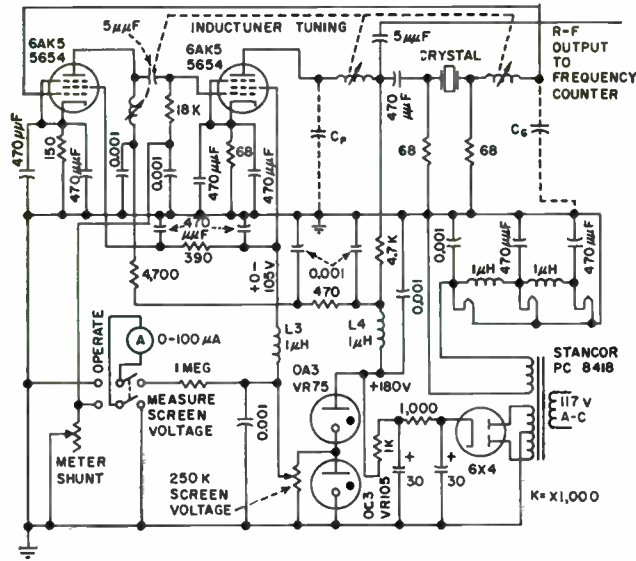 5μμF
INDUCTUNER TUNING
6AK5
5654
6AK5
5654
5μμF
CRYSTAL
R-F
OUTPUT
TO
FREQUENCY
COUNTER
18K
470
μμF
CP
CG
470μμF
150
470μμF
0.001
0.001
470μμF
68
470μμF
68
68
470
μμF
390
4,700
+0-
105V
0.001
470
4.7K
0.001
0.001
470μμF
470μμF
1μH
1μH
L3
1μH
L4
1μH
OPERATE
A
0-100μA
1 MEG
MEASURE
SCREEN
VOLTAGE
METER
SHUNT
0.001
OA3
VR75
+180V
1,000
1K
+
30
+
30
6X4
OC3
VR105
250 K
SCREEN
VOLTAGE
STANCOR
PC 8418
117 V
A-C
K = X1,000